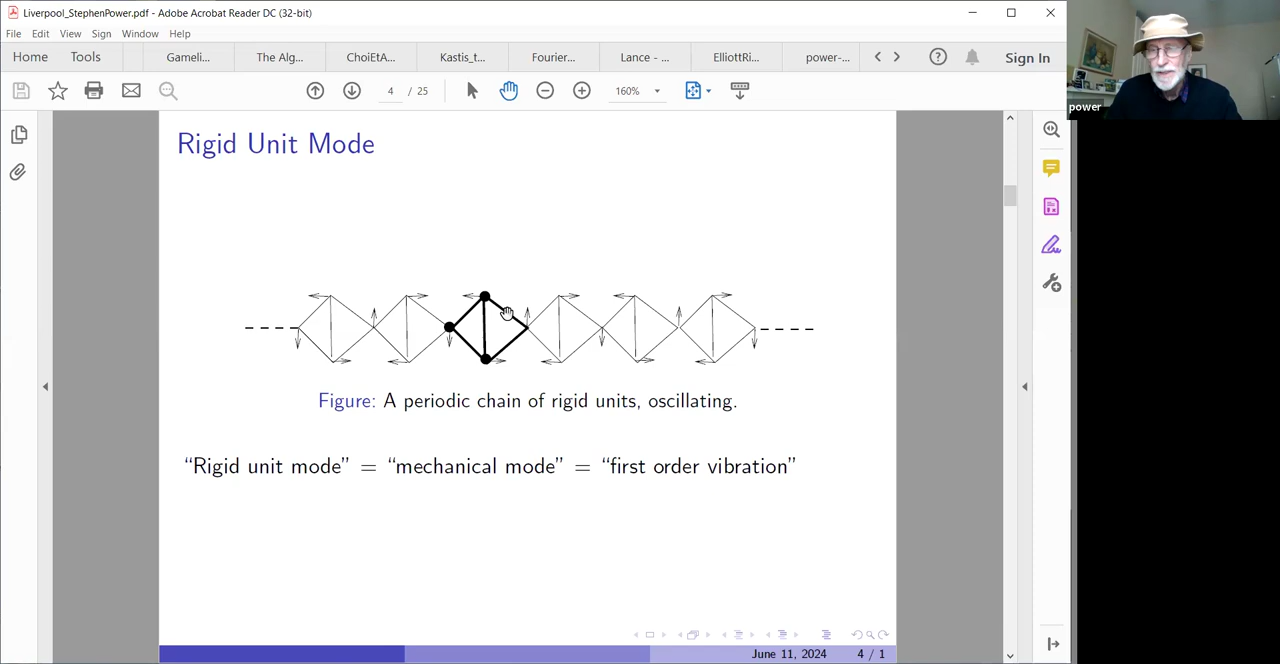 Liverpool_StephenPower.pdf - Adobe Acrobat Reader DC (32-bit)
File Edit View Sign Window Help
Home Tools Gameli... The Alg... ChoiEtA... Kastis_t... Fourier... Lance - ... ElliottRi... power-... Sign In
4 / 25 160%
power
Rigid Unit Mode
Figure: A periodic chain of rigid units, oscillating.
“Rigid unit mode” = “mechanical mode” = “first order vibration”
June 11, 2024 4 / 1